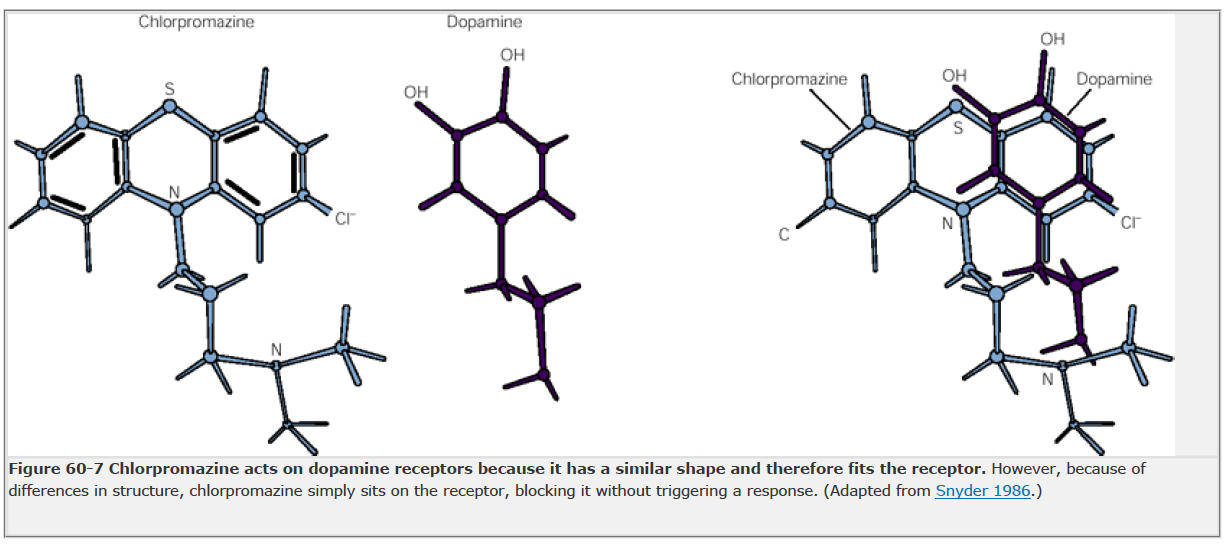 Chlorpromazine
Dopamine
OH
OH
S
N
Cl⁻
N
OH
Chlorpromazine
OH
Dopamine
S
N
C
Cl⁻
N
Figure 60-7 Chlorpromazine acts on dopamine receptors because it has a similar shape and therefore fits the receptor. However, because of
differences in structure, chlorpromazine simply sits on the receptor, blocking it without triggering a response. (Adapted from Snyder 1986.)